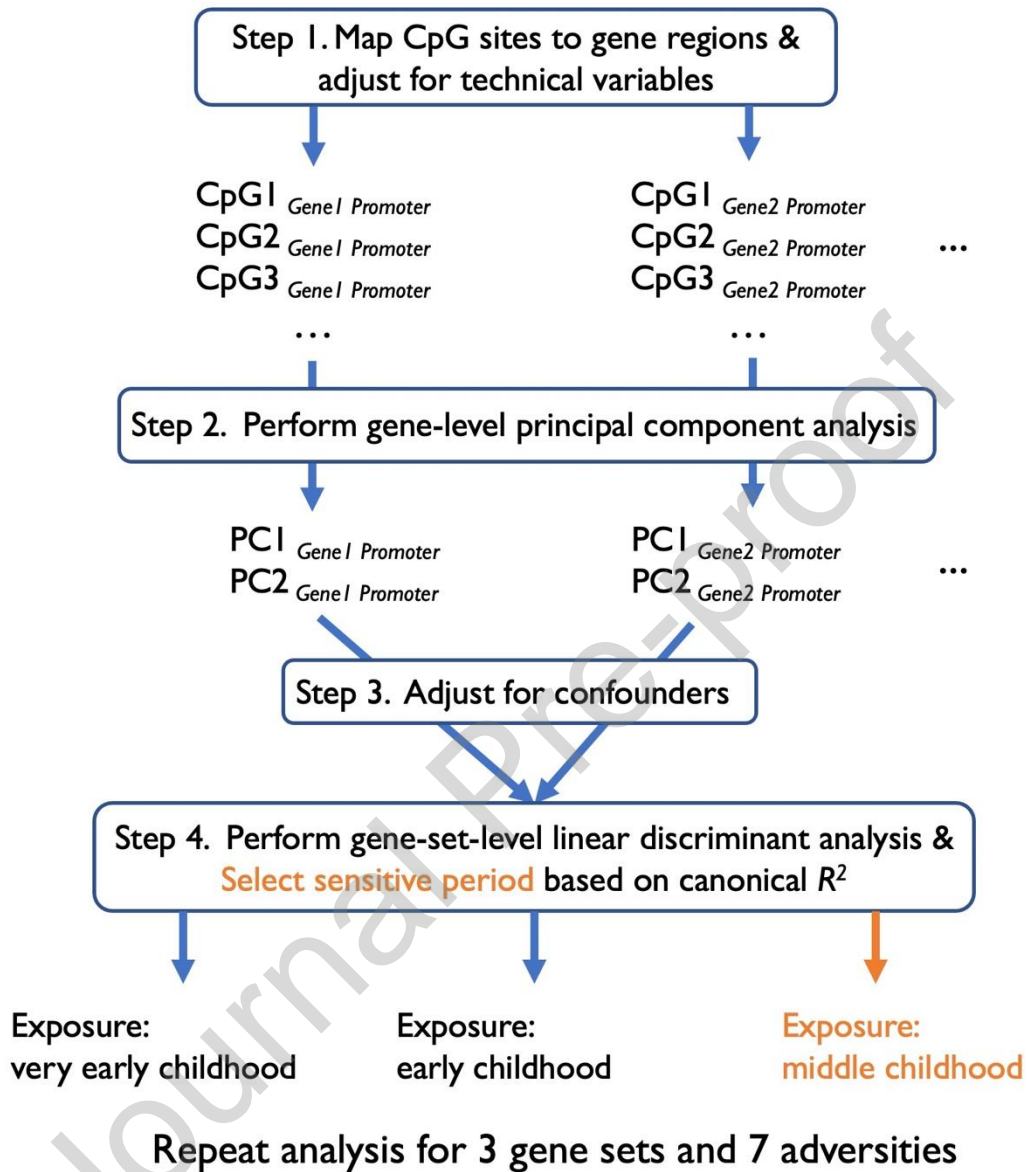 Step 1. Map CpG sites to gene regions &
adjust for technical variables
CpG1 Gene1 Promoter
CpG2 Gene1 Promoter
CpG3 Gene1 Promoter
...
CpG1 Gene2 Promoter
CpG2 Gene2 Promoter
CpG3 Gene2 Promoter
...
...
Step 2. Perform gene-level principal component analysis
PC1 Gene1 Promoter
PC2 Gene1 Promoter
PC1 Gene2 Promoter
PC2 Gene2 Promoter
...
Step 3. Adjust for confounders
Step 4. Perform gene-set-level linear discriminant analysis &
Select sensitive period based on canonical R²
Exposure:
very early childhood
Exposure:
early childhood
Exposure:
middle childhood
Repeat analysis for 3 gene sets and 7 adversities
Journal Pre-proof